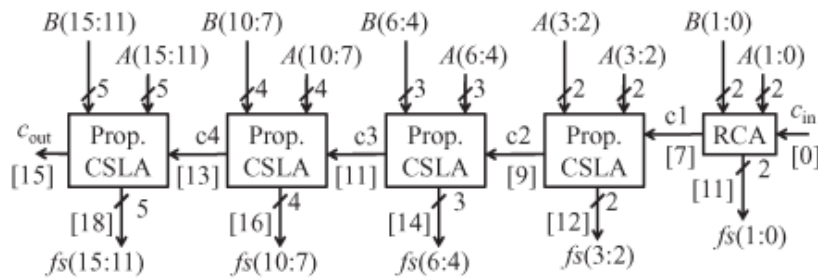 B(15:11) B(10:7) B(6:4) A(3:2) B(1:0)
A(15:11) A(10:7) A(6:4) A(3:2) A(1:0)
5 5 4 4 3 3 2 2 2 2
c_out Prop. CSLA c4 Prop. CSLA c3 Prop. CSLA c2 Prop. CSLA c1 RCA c_in
[15] [13] [11] [9] [7] [0]
[18] 5 [16] 4 [14] 3 [12] 2 [11] 2
fs(15:11) fs(10:7) fs(6:4) fs(3:2) fs(1:0)